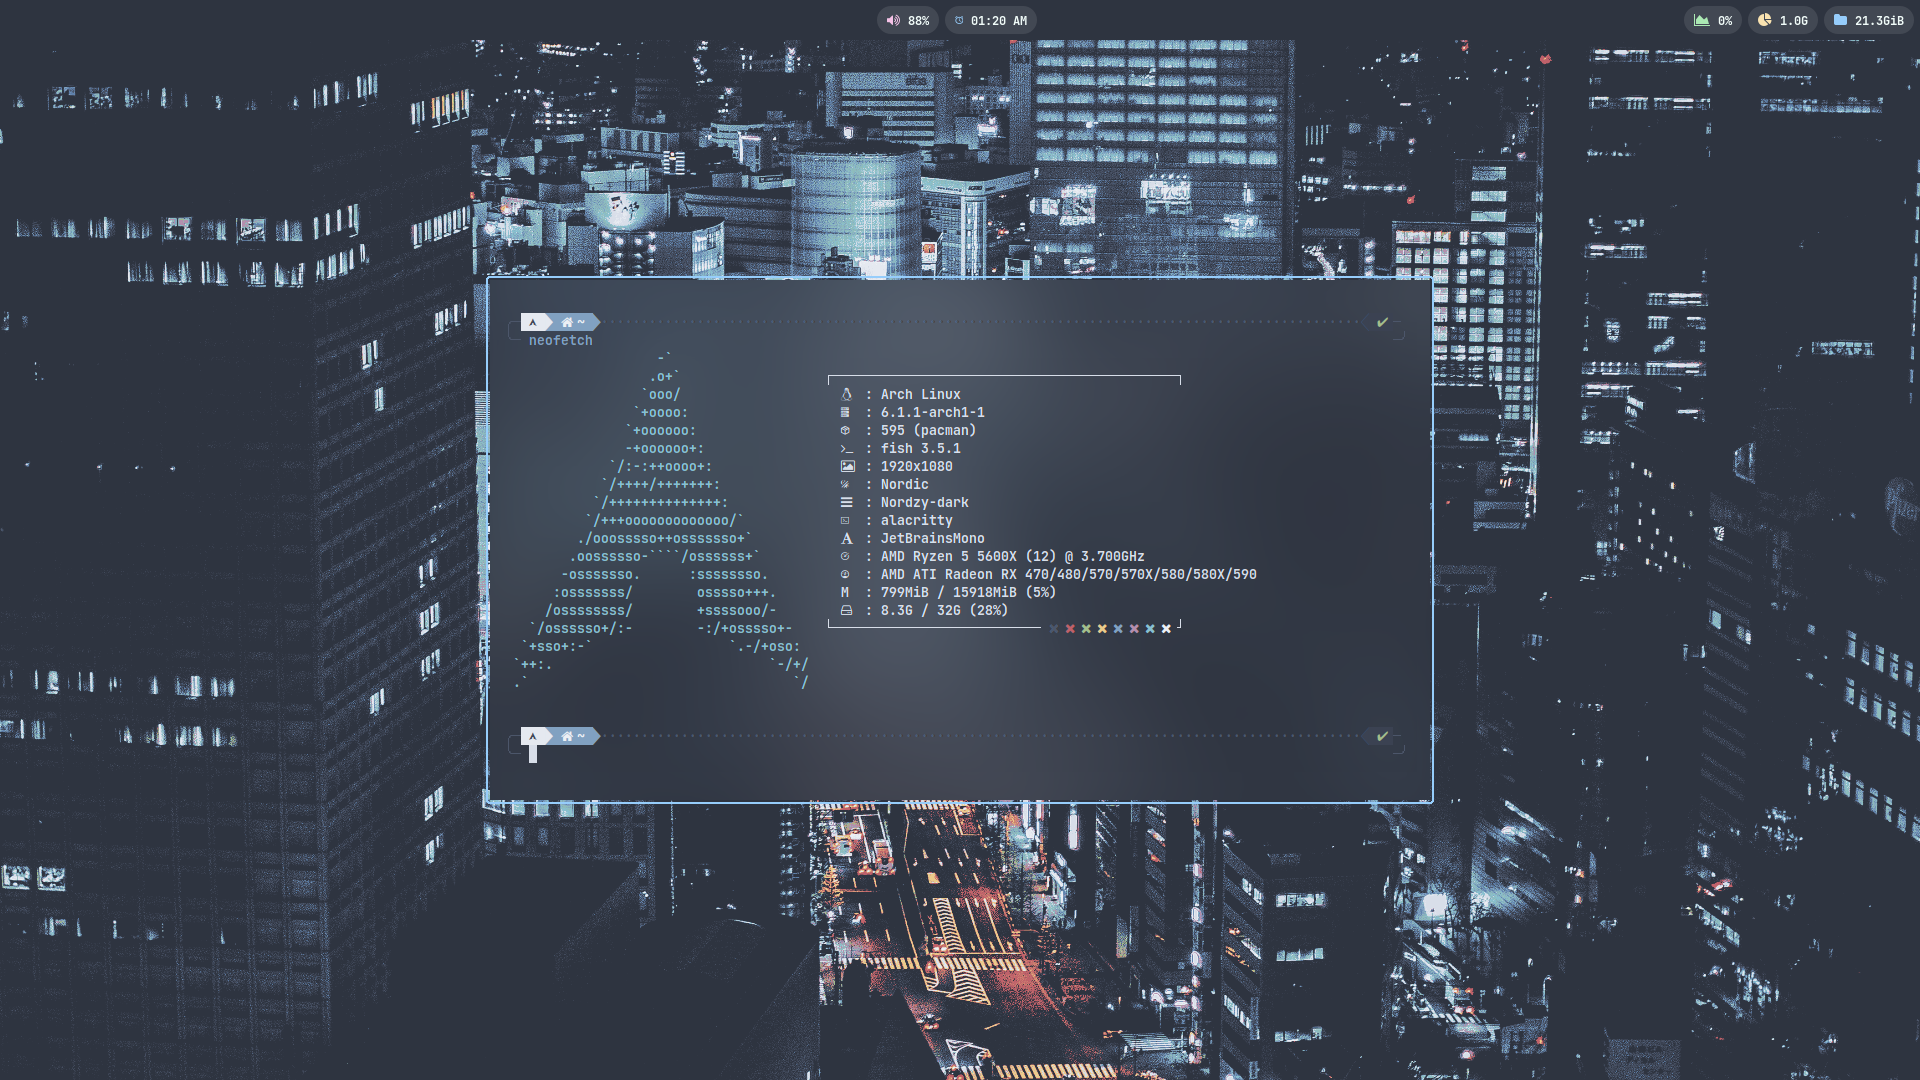 88% 01:20 AM 0% 1.0G 21.3GiB
~
neofetch
-`
.o+`
`ooo/
`+oooo:
`+oooooo:
-+oooooo+:
`/:-:++oooo+:
`/++++/+++++++:
`/++++++++++++++:
`/+++ooooooooooooo/`
./ooosssso++osssssso+`
.oossssso-````/ossssss+`
-osssssso. :ssssssso.
:osssssss/ osssso+++.
/ossssssss/ +ssssooo/-
`/ossssso+/:- -:/+osssso+-
`+sso+:-` `.-/+oso:
`++:. `-/+/
.` `/
: Arch Linux
: 6.1.1-arch1-1
: 595 (pacman)
: fish 3.5.1
: 1920x1080
: Nordic
: Nordzy-dark
: alacritty
: JetBrainsMono
: AMD Ryzen 5 5600X (12) @ 3.700GHz
: AMD ATI Radeon RX 470/480/570/570X/580/580X/590
M : 799MiB / 15918MiB (5%)
: 8.3G / 32G (28%)
~